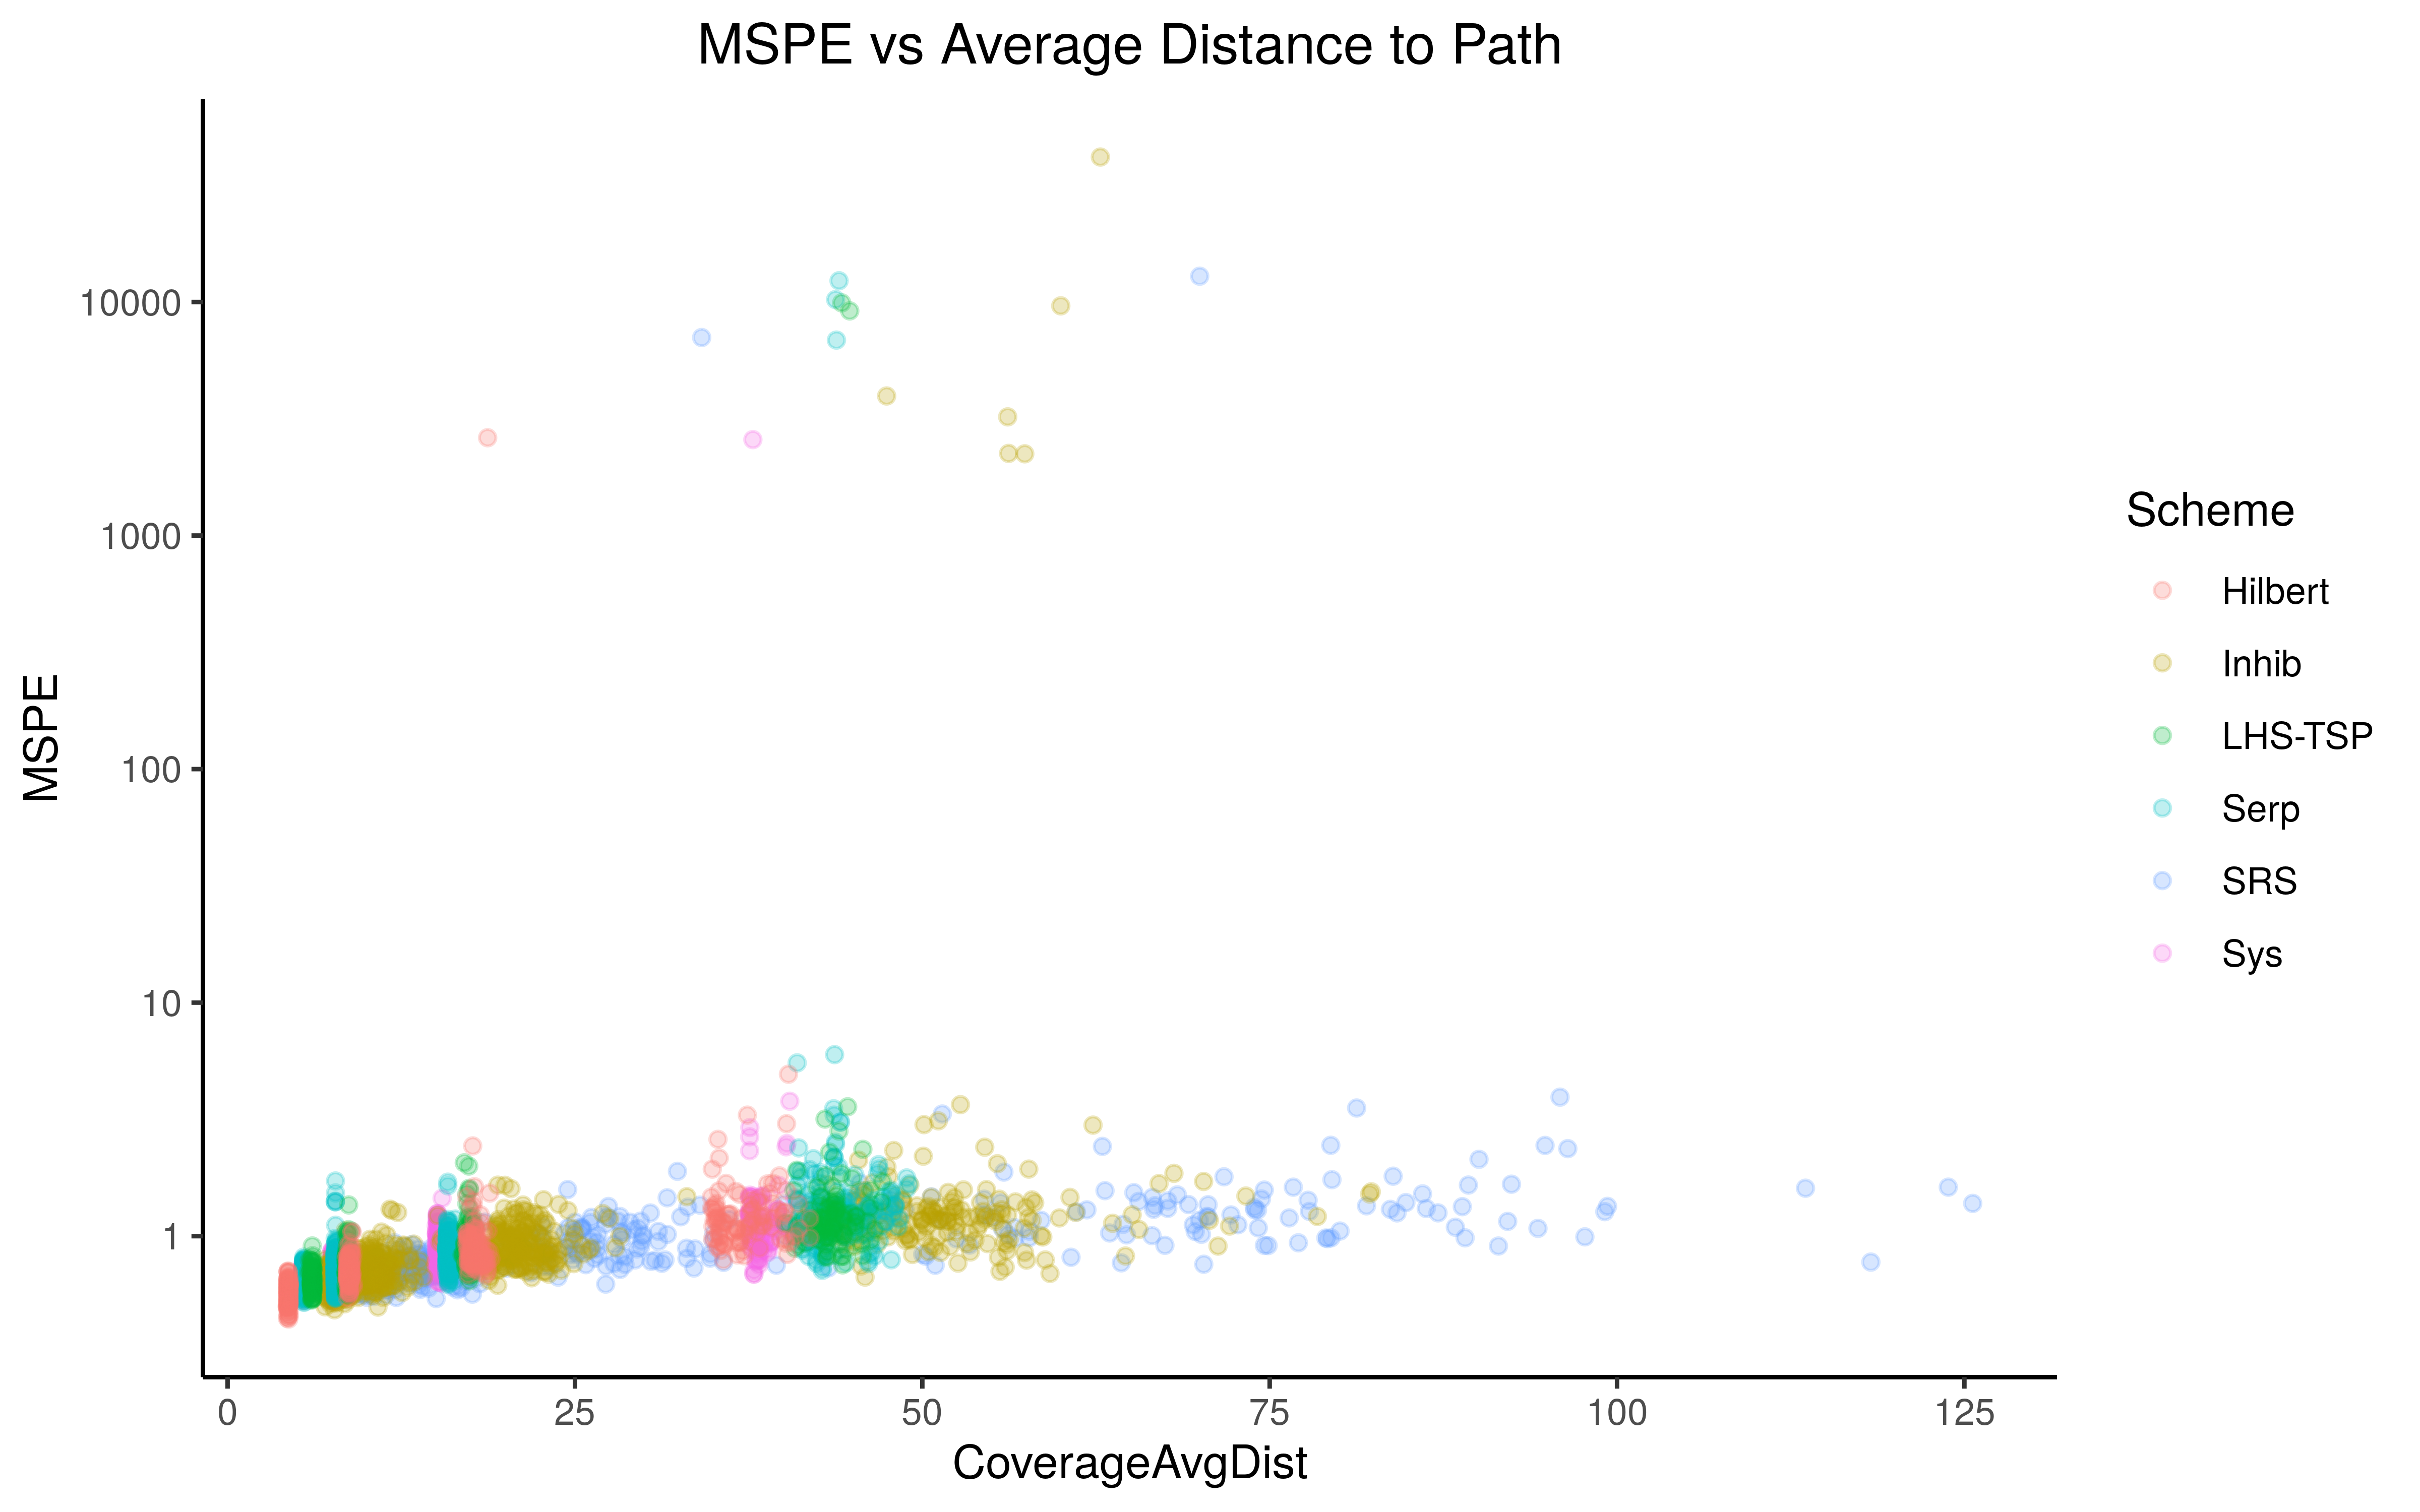 MSPE vs Average Distance to Path
MSPE
10000
1000
100
10
1
0 25 50 75 100 125
CoverageAvgDist
Scheme
Hilbert
Inhib
LHS-TSP
Serp
SRS
Sys